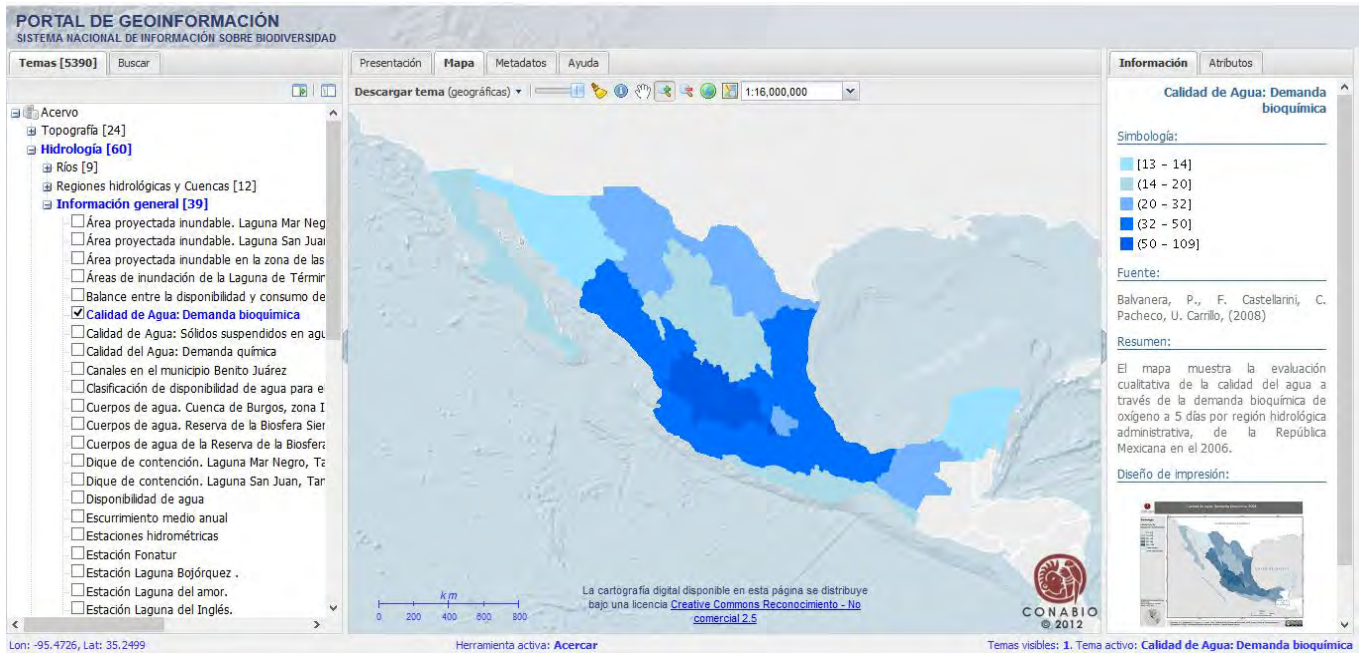 PORTAL DE GEOINFORMACIÓN
SISTEMA NACIONAL DE INFORMACIÓN SOBRE BIODIVERSIDAD
Temas [5390] Buscar
Acervo
Topografía [24]
Hidrología [60]
Ríos [9]
Regiones hidrológicas y Cuencas [12]
Información general [39]
Área proyectada inundable. Laguna Mar Neg
Área proyectada inundable. Laguna San Juan
Área proyectada inundable en la zona de las
Áreas de inundación de la Laguna de Términ
Balance entre la disponibilidad y consumo de
Calidad de Agua: Demanda bioquímica
Calidad de Agua: Sólidos suspendidos en agu
Calidad del Agua: Demanda química
Canales en el municipio Benito Juárez
Clasificación de disponibilidad de agua para e
Cuerpos de agua. Cuenca de Burgos, zona I
Cuerpos de agua. Reserva de la Biosfera Sier
Cuerpos de agua de la Reserva de la Biosfera
Dique de contención. Laguna Mar Negro, Ta
Dique de contención. Laguna San Juan, Tar
Disponibilidad de agua
Escurrimiento medio anual
Estaciones hidrométricas
Estación Fonatur
Estación Laguna Bojórquez .
Estación Laguna del amor.
Estación Laguna del Inglés.
Presentación Mapa Metadatos Ayuda
Descargar tema (geográficas) 1:16,000,000
km
0 200 400 600 800
La cartografía digital disponible en esta página se distribuye
bajo una licencia Creative Commons Reconocimiento - No
comercial 2.5
CONABIO
© 2012
Información Atributos
Calidad de Agua: Demanda
bioquímica
Simbología:
[13 - 14]
(14 - 20]
(20 - 32]
(32 - 50]
(50 - 109]
Fuente:
Balvanera, P., F. Castellarini, C.
Pacheco, U. Carrillo, (2008)
Resumen:
El mapa muestra la evaluación
cualitativa de la calidad del agua a
través de la demanda bioquímica de
oxígeno a 5 días por región hidrológica
administrativa, de la República
Mexicana en el 2006.
Diseño de impresión:
Lon: -95.4726, Lat: 35.2499 Herramienta activa: Acercar Temas visibles: 1. Tema activo: Calidad de Agua: Demanda bioquímica